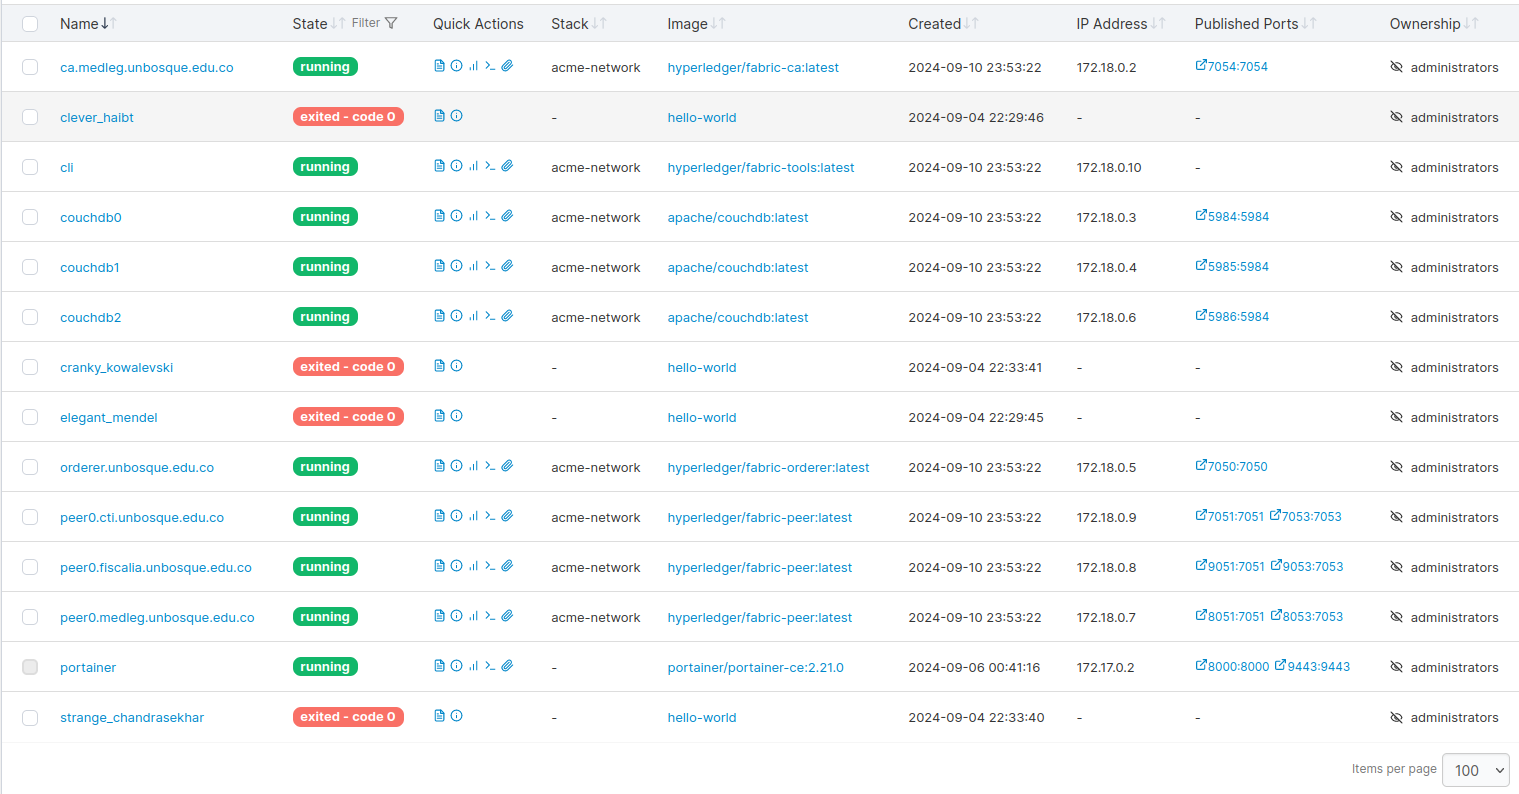 Name State Filter Quick Actions Stack Image Created IP Address Published Ports Ownership
ca.medleg.unbosque.edu.co running acme-network hyperledger/fabric-ca:latest 2024-09-10 23:53:22 172.18.0.2 7054:7054 administrators
clever_haibt exited - code 0 - hello-world 2024-09-04 22:29:46 - - administrators
cli running acme-network hyperledger/fabric-tools:latest 2024-09-10 23:53:22 172.18.0.10 - administrators
couchdb0 running acme-network apache/couchdb:latest 2024-09-10 23:53:22 172.18.0.3 5984:5984 administrators
couchdb1 running acme-network apache/couchdb:latest 2024-09-10 23:53:22 172.18.0.4 5985:5984 administrators
couchdb2 running acme-network apache/couchdb:latest 2024-09-10 23:53:22 172.18.0.6 5986:5984 administrators
cranky_kowalevski exited - code 0 - hello-world 2024-09-04 22:33:41 - - administrators
elegant_mendel exited - code 0 - hello-world 2024-09-04 22:29:45 - - administrators
orderer.unbosque.edu.co running acme-network hyperledger/fabric-orderer:latest 2024-09-10 23:53:22 172.18.0.5 7050:7050 administrators
peer0.cti.unbosque.edu.co running acme-network hyperledger/fabric-peer:latest 2024-09-10 23:53:22 172.18.0.9 7051:7051 7053:7053 administrators
peer0.fiscalia.unbosque.edu.co running acme-network hyperledger/fabric-peer:latest 2024-09-10 23:53:22 172.18.0.8 9051:7051 9053:7053 administrators
peer0.medleg.unbosque.edu.co running acme-network hyperledger/fabric-peer:latest 2024-09-10 23:53:22 172.18.0.7 8051:7051 8053:7053 administrators
portainer running - portainer/portainer-ce:2.21.0 2024-09-06 00:41:16 172.17.0.2 8000:8000 9443:9443 administrators
strange_chandrasekhar exited - code 0 - hello-world 2024-09-04 22:33:40 - - administrators
Items per page 100